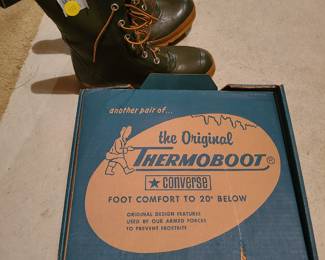 another pair of...
the Original
THERMOBOOT®
★ CONVERSE
FOOT COMFORT TO 20° BELOW
ORIGINAL DESIGN FEATURES
USED BY OUR ARMED FORCES
TO PREVENT FROSTBITE